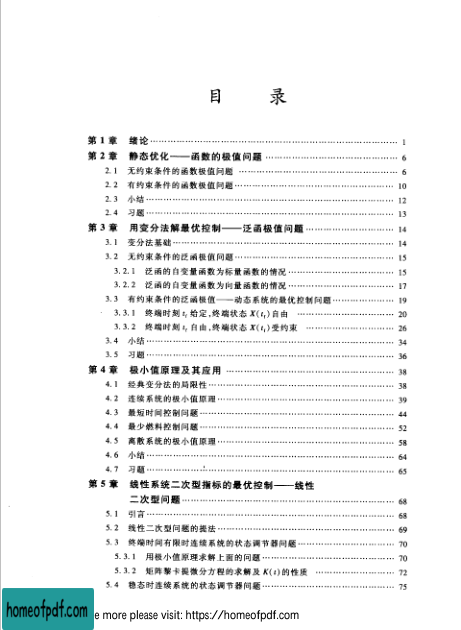 目 录
第1章 绪论 …… 1
第2章 静态优化——函数的极值问题 …… 6
2.1 无约束条件的函数极值问题 …… 6
2.2 有约束条件的函数极值问题 …… 10
2.3 小结 …… 12
2.4 习题 …… 13
第3章 用变分法解最优控制——泛函极值问题 …… 14
3.1 变分法基础 …… 14
3.2 无约束条件的泛函极值问题 …… 15
3.2.1 泛函的自变量函数为标量函数的情况 …… 15
3.2.2 泛函的自变量函数为向量函数的情况 …… 17
3.3 有约束条件的泛函极值——动态系统的最优控制问题 …… 19
3.3.1 终端时刻 t_f 给定,终端状态 X(t_f)自由 …… 20
3.3.2 终端时刻 t_f 自由,终端状态 X(t_f)受约束 …… 26
3.4 小结 …… 34
3.5 习题 …… 36
第4章 极小值原理及其应用 …… 38
4.1 经典变分法的局限性 …… 38
4.2 连续系统的极小值原理 …… 39
4.3 最短时间控制问题 …… 44
4.4 最少燃料控制问题 …… 52
4.5 离散系统的极小值原理 …… 58
4.6 小结 …… 64
4.7 习题 …… 65
第5章 线性系统二次型指标的最优控制——线性
二次型问题 …… 68
5.1 引言 …… 68
5.2 线性二次型问题的提法 …… 69
5.3 终端时间有限时连续系统的状态调节器问题 …… 70
5.3.1 用极小值原理求解上面的问题 …… 70
5.3.2 矩阵黎卡提微分方程的求解及 K(t)的性质 …… 72
5.4 稳态时连续系统的状态调节器问题 …… 75
homeofpdf.com
e more please visit: https://homeofpdf.com